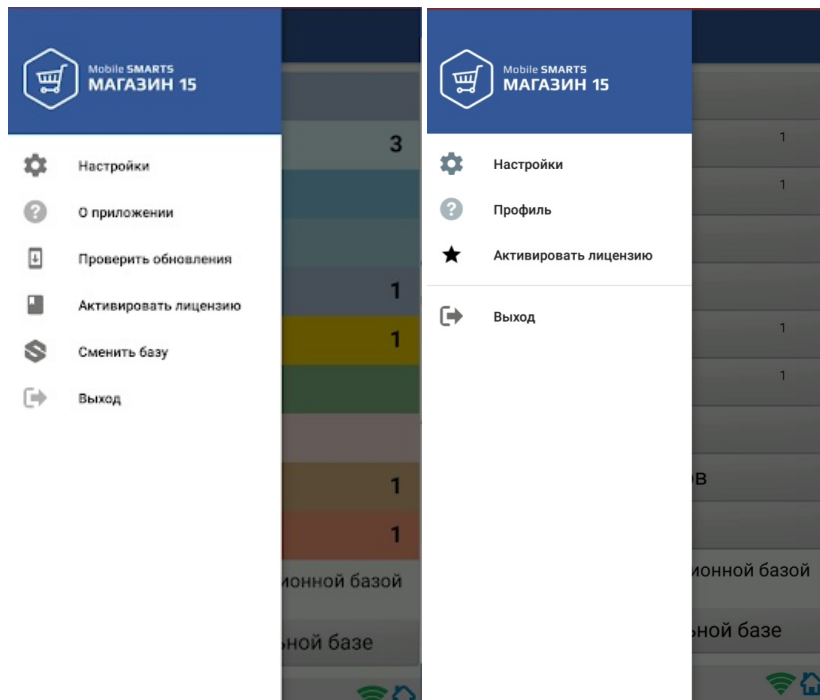 Mobile SMARTS
МАГАЗИН 15
Настройки
О приложении
Проверить обновления
Активировать лицензию
Сменить базу
Выход
3
1
1
1
1
ионной базой
ьной базе
Mobile SMARTS
МАГАЗИН 15
Настройки
Профиль
Активировать лицензию
Выход
1
1
1
1
ов
ионной базой
ьной базе